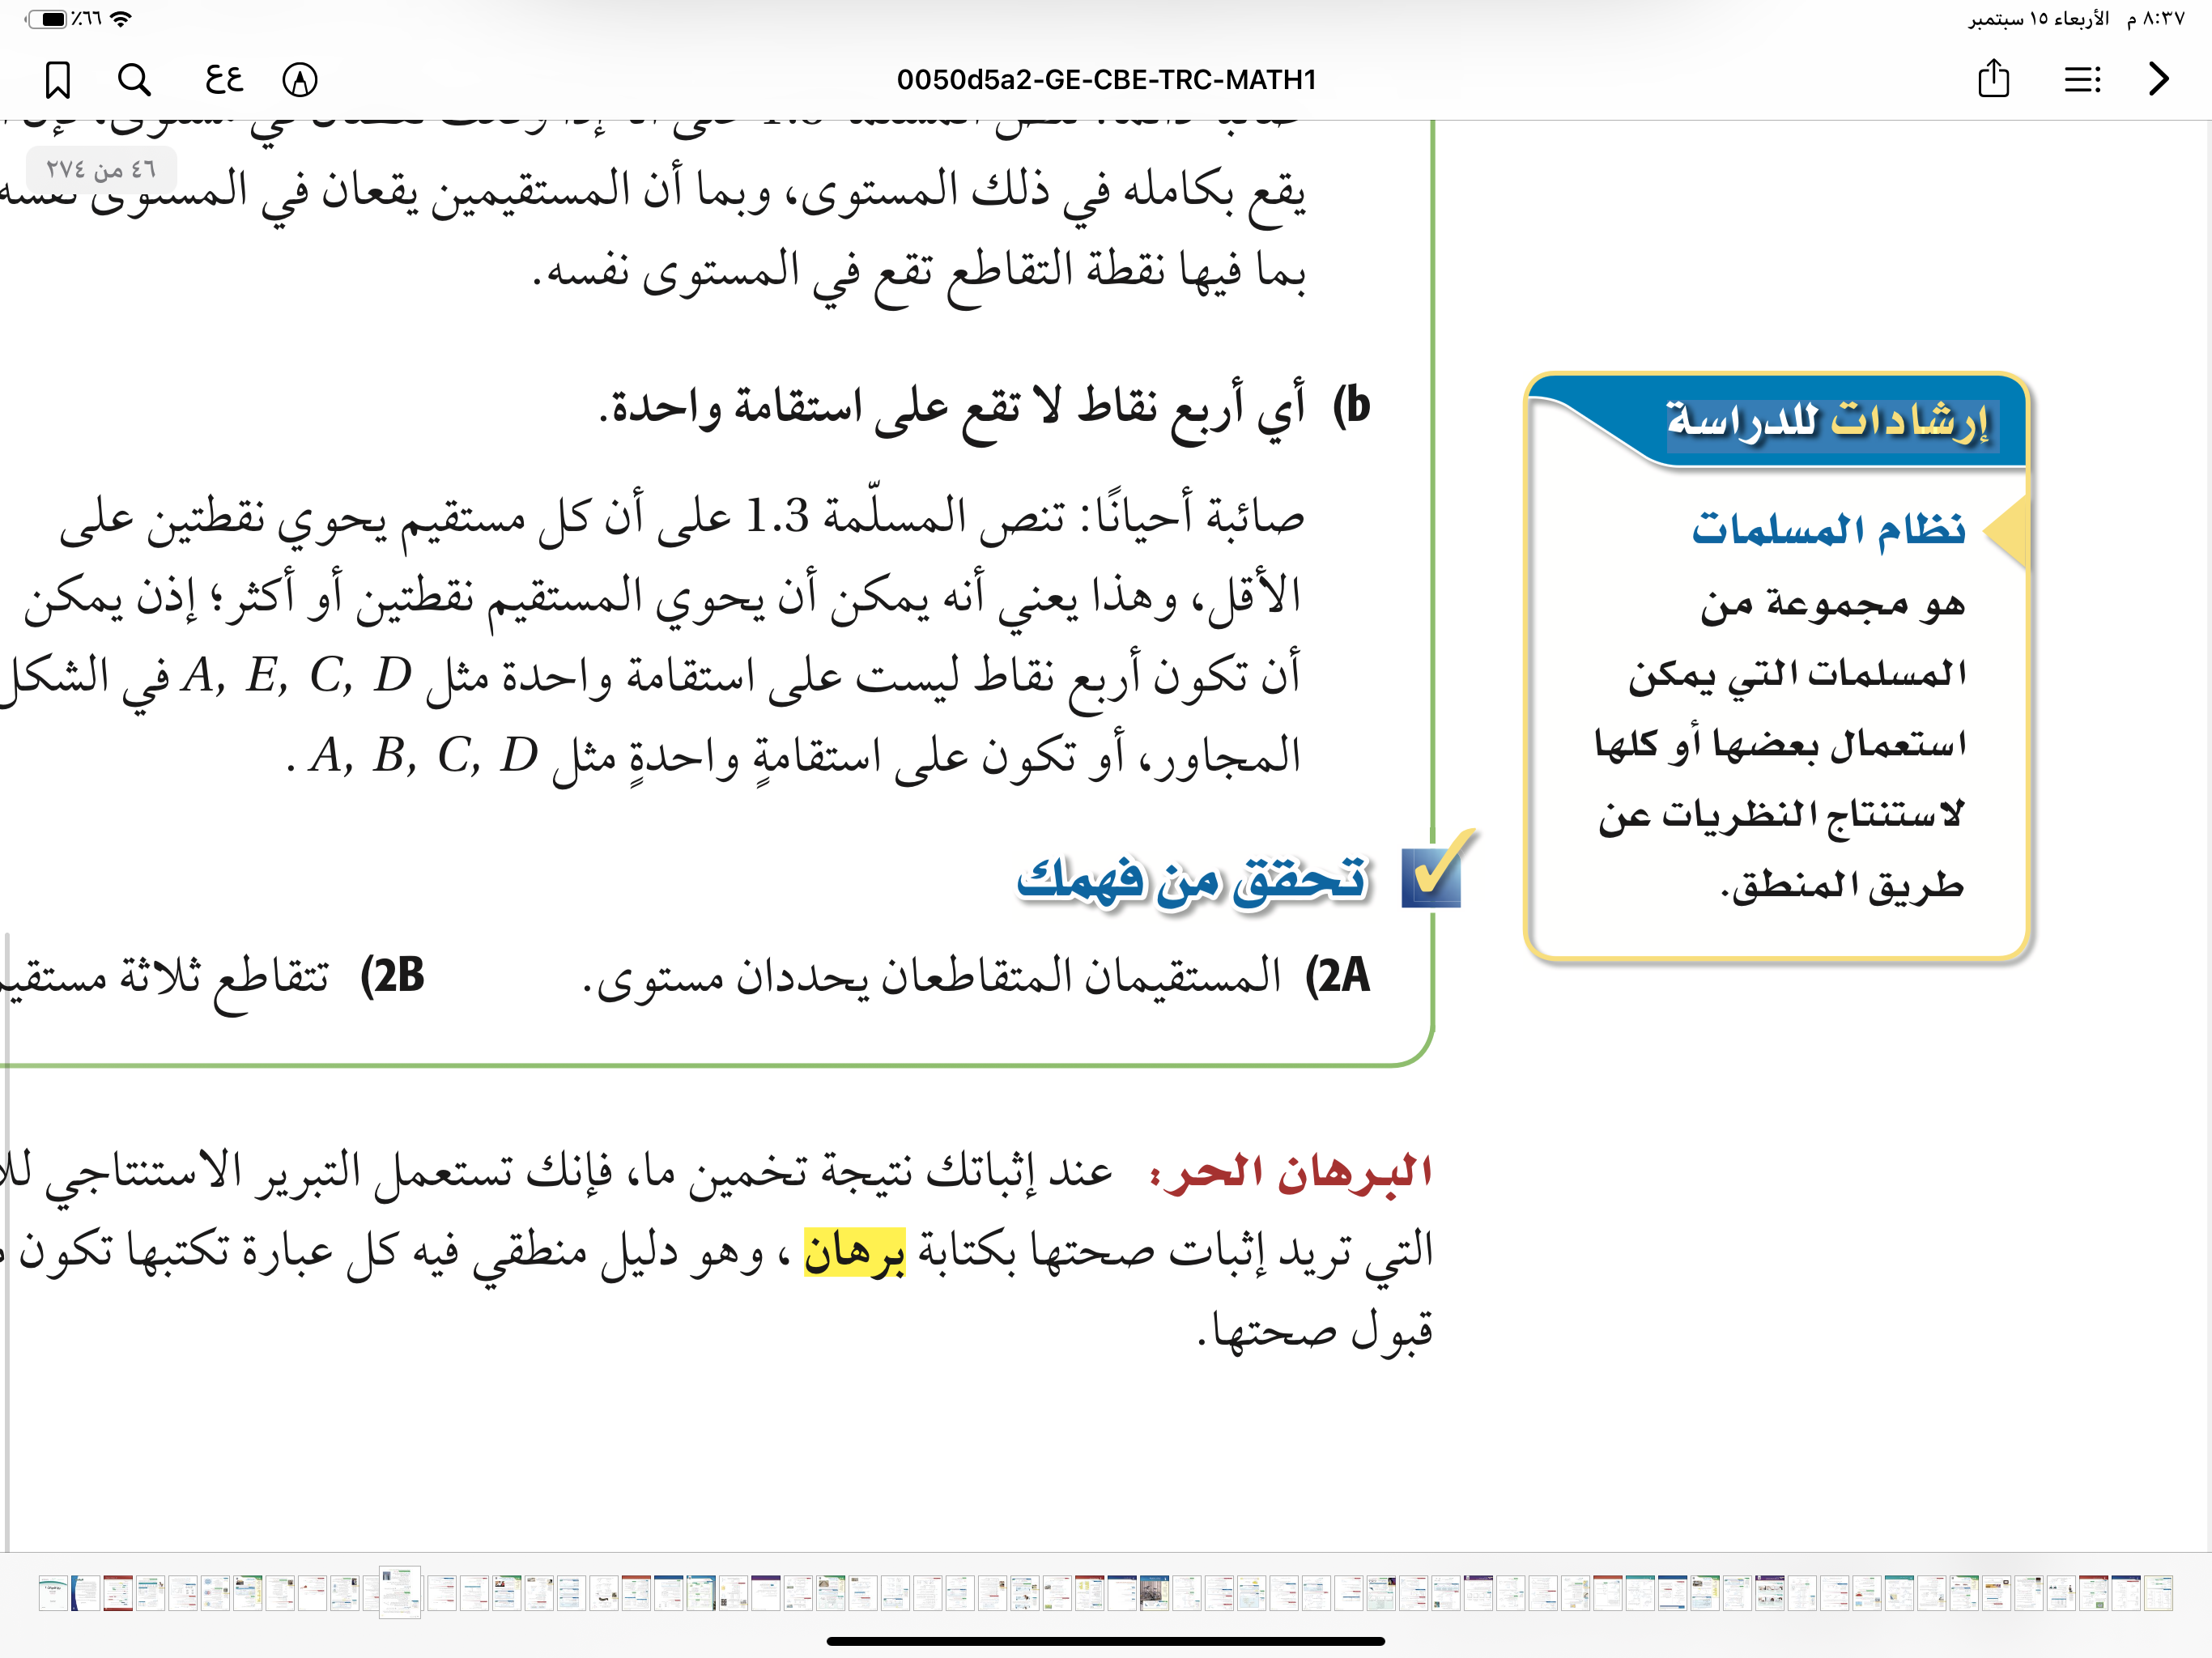 ٨:٣٧ م الأربعاء ١٥ سبتمبر
٪٦٦
0050d5a2-GE-CBE-TRC-MATH1
عع
٤٦ من ٢٧٤
يقع بكامله في ذلك المستوى، وبما أن المستقيمين يقعان في المستوى نفسه
بما فيها نقطة التقاطع تقع في المستوى نفسه.
(b أي أربع نقاط لا تقع على استقامة واحدة.
صائبة أحيانًا: تنص المسلّمة 1.3 على أن كل مستقيم يحوي نقطتين على
الأقل، وهذا يعني أنه يمكن أن يحوي المستقيم نقطتين أو أكثر؛ إذن يمكن
أن تكون أربع نقاط ليست على استقامة واحدة مثل A, E, C, D في الشكل
المجاور، أو تكون على استقامةٍ واحدةٍ مثل A, B, C, D .
تحقق من فهمك
(2A المستقيمان المتقاطعان يحددان مستوى.
(2B تتقاطع ثلاثة
إرشادات للدراسة
نظام المسلمات
هو مجموعة من
المسلمات التي يمكن
استعمال بعضها أو كلها
لاستنتاج النظريات عن
طريق المنطق.
البرهان الحر: عند إثباتك نتيجة تخمين ما، فإنك تستعمل التبرير الاستنتاجي
التي تريد إثبات صحتها بكتابة برهان ، وهو دليل منطقي فيه كل عبارة تكتبها تكون
قبول صحتها.